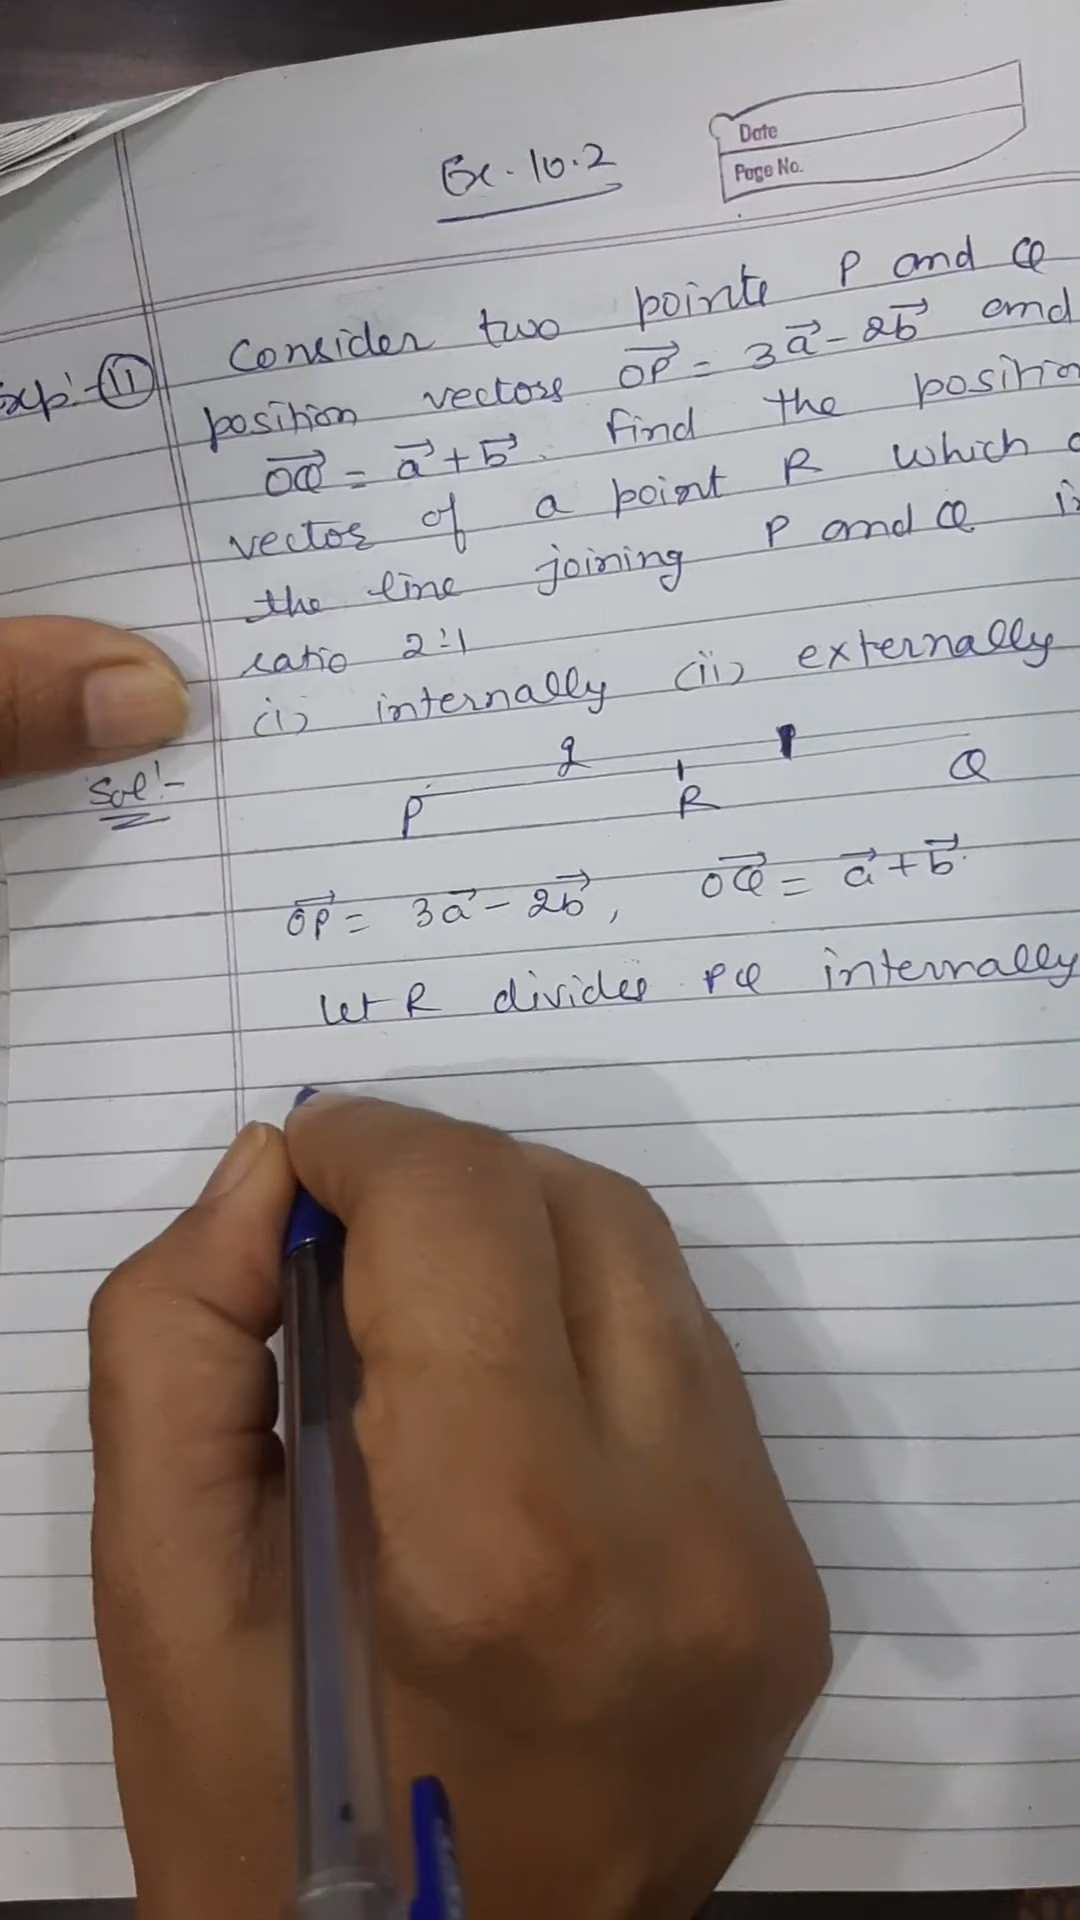 Ex. 10.2
Date
Page No.
Exp:- 11 Consider two points P and Q
position vectors OP⃗ = 3a⃗ - 2b⃗ and
OQ⃗ = a⃗ + b⃗. Find the position
vector of a point R which
the line joining P and Q
ratio 2:1
(i) internally (ii) externally
Sol:-
2 1
P R Q
OP⃗ = 3a⃗ - 2b⃗, OQ⃗ = a⃗ + b⃗.
Let R divides PQ internally